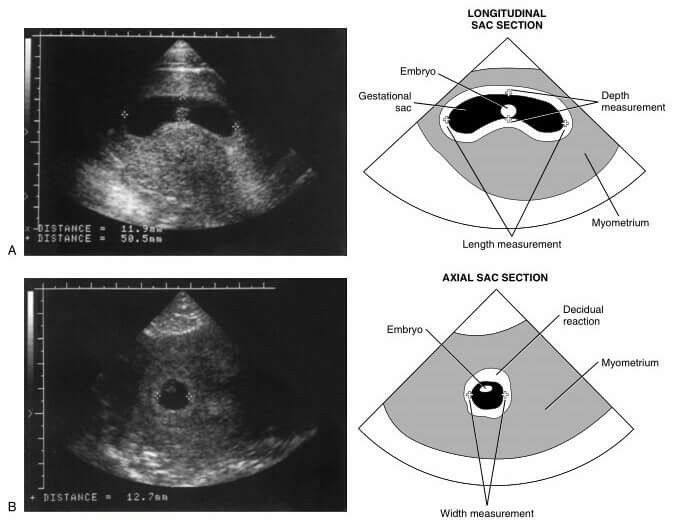 LONGITUDINAL
SAC SECTION
Embryo
Gestational
sac
Depth
measurement
Myometrium
Length measurement
× DISTANCE = 11.9mm
+ DISTANCE = 50.5mm
A
AXIAL SAC SECTION
Decidual
reaction
Embryo
Myometrium
Width measurement
+ DISTANCE = 12.7mm
B